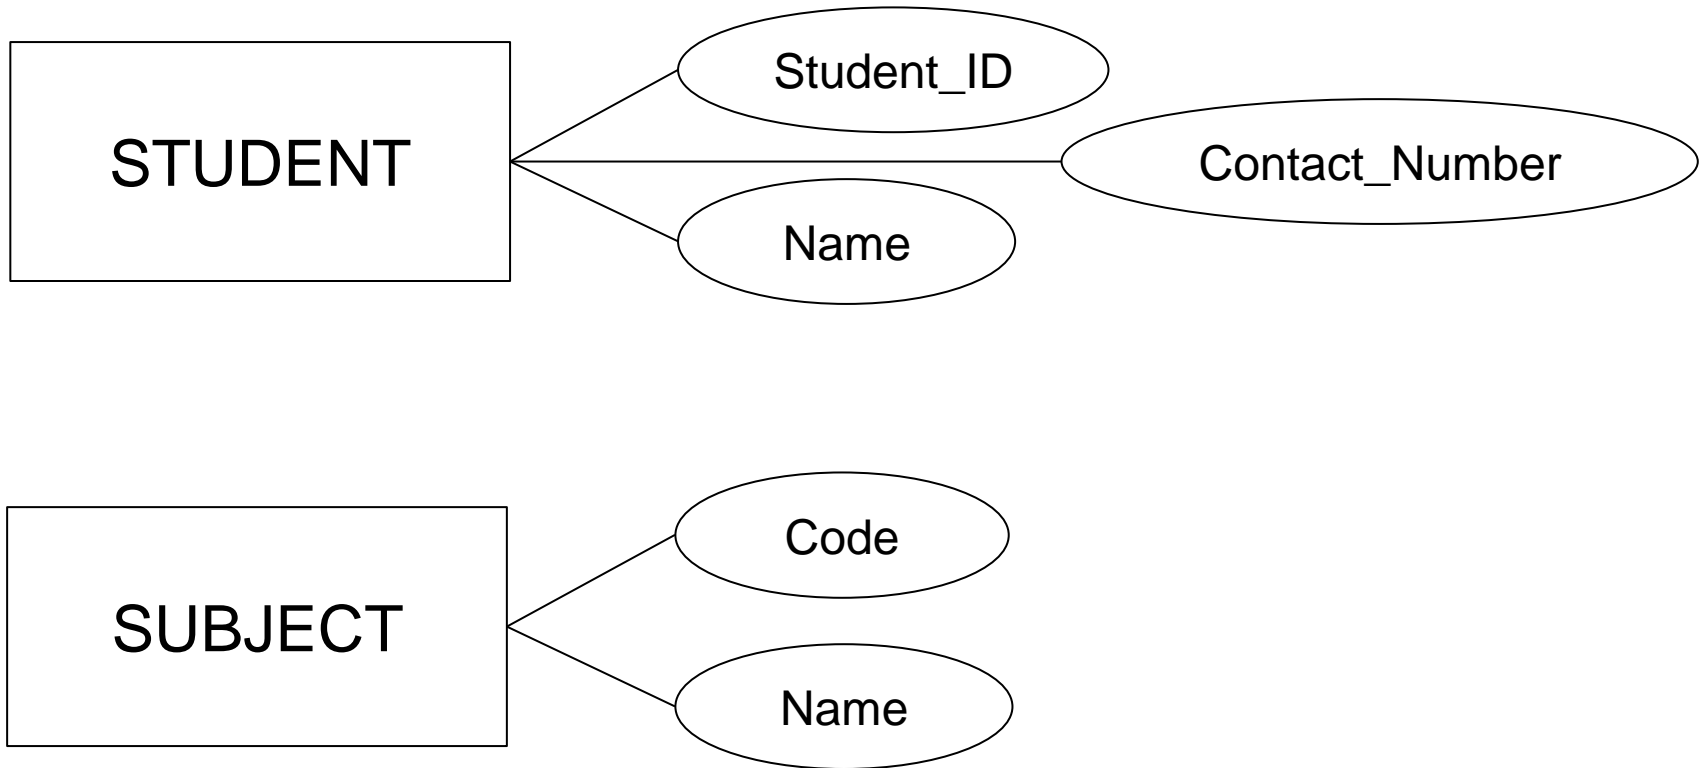 Student_ID
STUDENT
Contact_Number
Name
Code
SUBJECT
Name